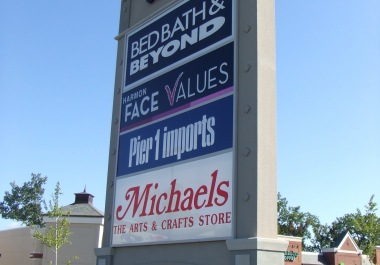 BED BATH &
BEYOND
HARMON
FACE VALUES
Pier 1 imports
Michaels
THE ARTS & CRAFTS STORE